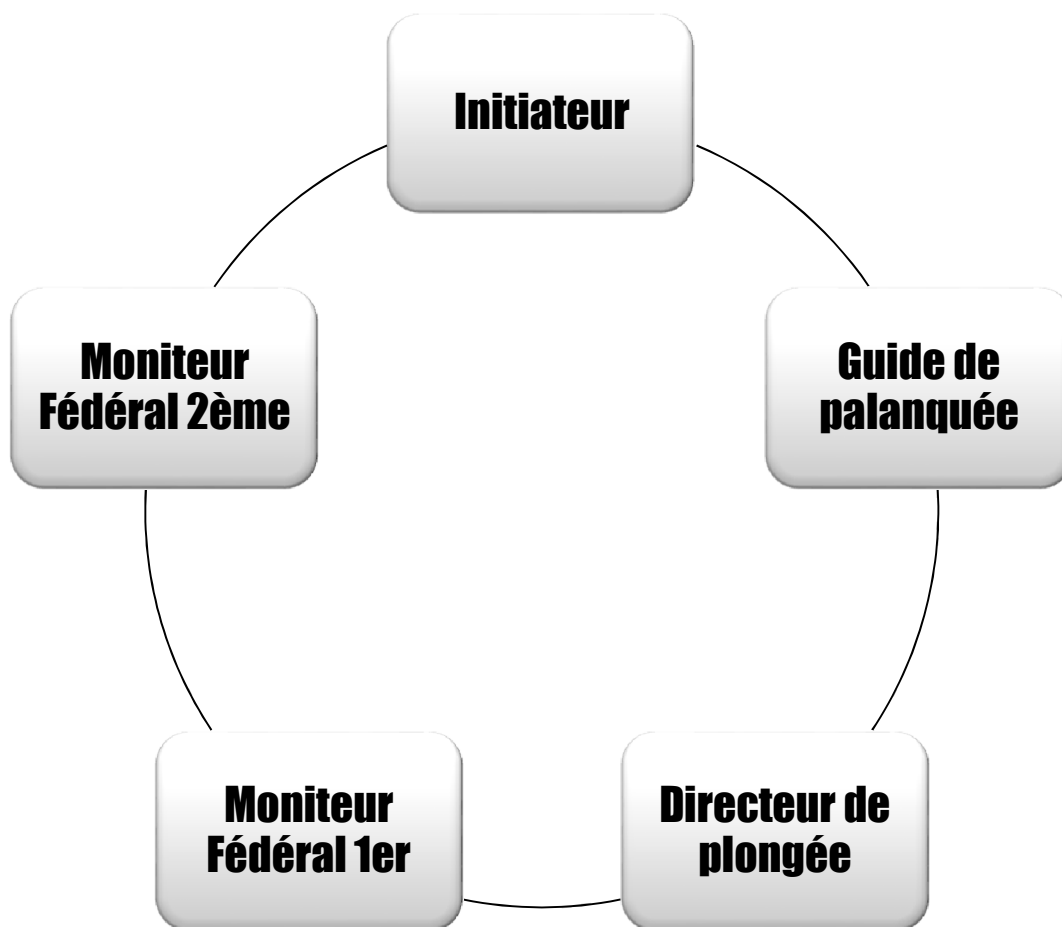 Initiateur
Guide de
palanquée
Directeur de
plongée
Moniteur
Fédéral 1er
Moniteur
Fédéral 2ème